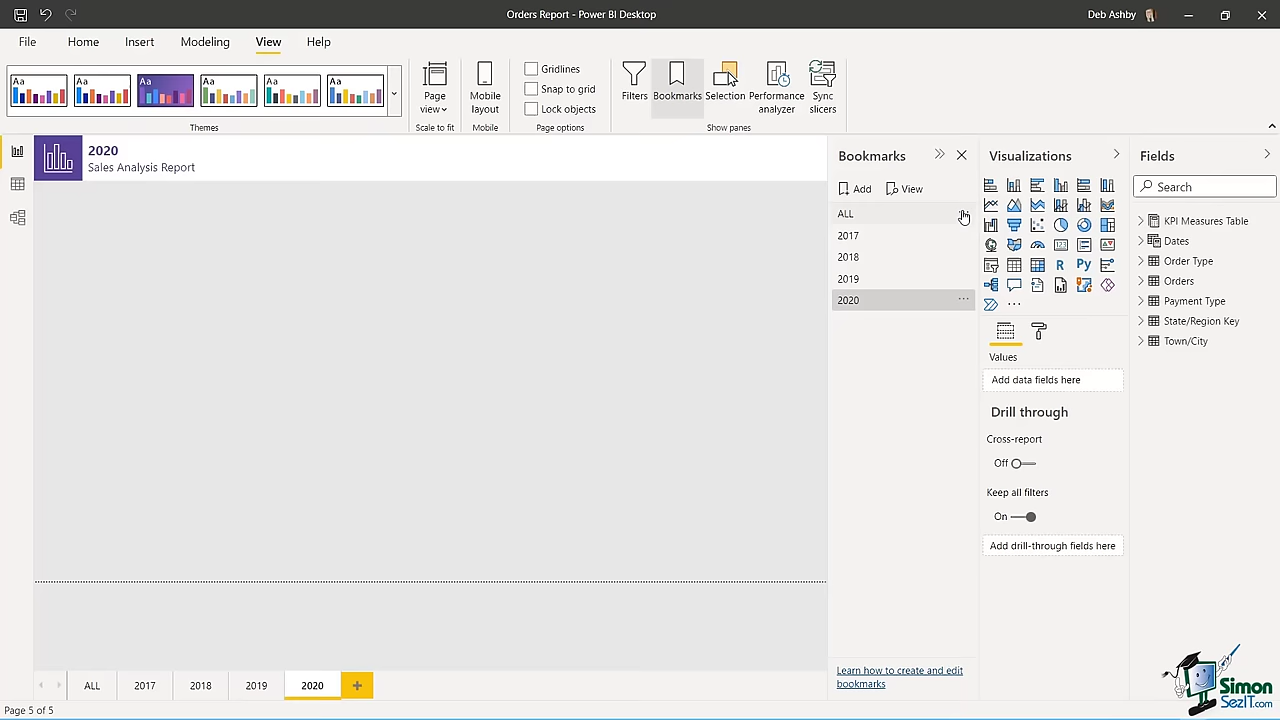 Orders Report - Power BI Desktop
Deb Ashby
File
Home
Insert
Modeling
View
Help
Aa
Aa
Aa
Aa
Aa
Aa
Themes
Page
view
Scale to fit
Mobile
layout
Mobile
Gridlines
Snap to grid
Lock objects
Page options
Filters
Bookmarks
Selection
Performance
analyzer
Sync
slicers
Show panes
2020
Sales Analysis Report
Bookmarks
Add
View
ALL
2017
2018
2019
2020
...
Learn how to create and edit
bookmarks
Visualizations
123
R
Py
...
Values
Add data fields here
Drill through
Cross-report
Off
Keep all filters
On
Add drill-through fields here
Fields
Search
KPI Measures Table
Dates
Order Type
Orders
Payment Type
State/Region Key
Town/City
ALL
2017
2018
2019
2020
+
Page 5 of 5
Simon
SezIT.com